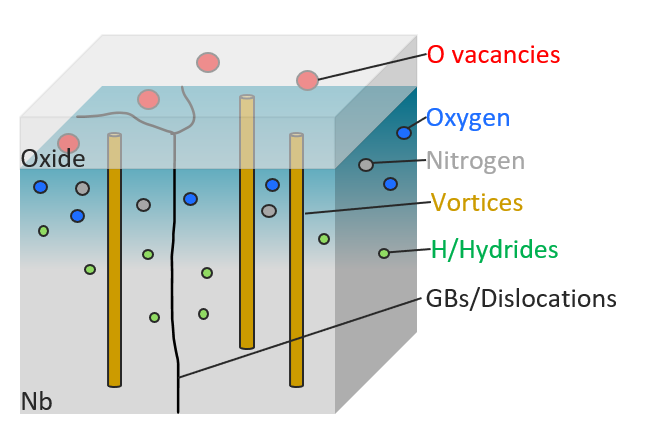 O vacancies
Oxygen
Oxide
Nitrogen
Vortices
H/Hydrides
GBs/Dislocations
Nb